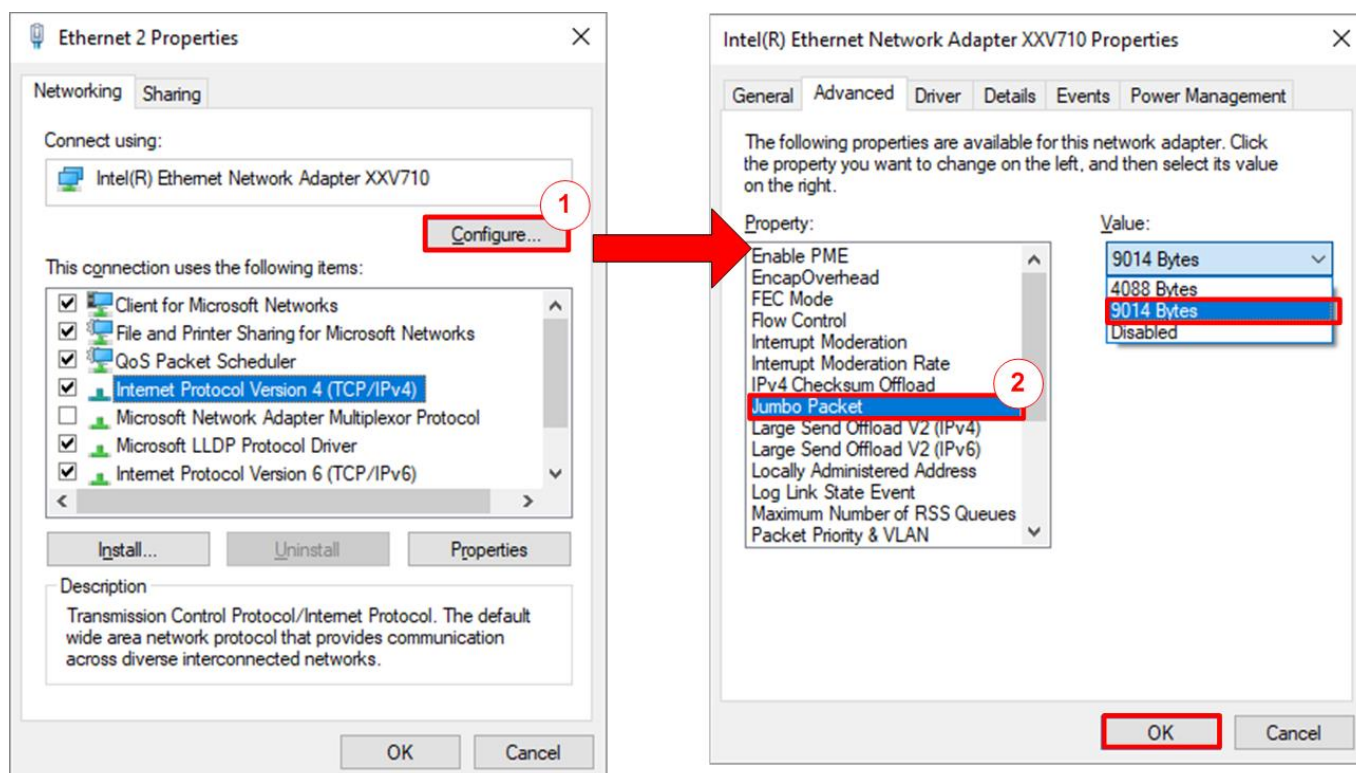 Ethernet 2 Properties
Networking
Sharing
Connect using:
Intel(R) Ethernet Network Adapter XXV710
1
Configure...
This connection uses the following items:
Client for Microsoft Networks
File and Printer Sharing for Microsoft Networks
QoS Packet Scheduler
Internet Protocol Version 4 (TCP/IPv4)
Microsoft Network Adapter Multiplexor Protocol
Microsoft LLDP Protocol Driver
Internet Protocol Version 6 (TCP/IPv6)
Install...
Uninstall
Properties
Description
Transmission Control Protocol/Internet Protocol. The default
wide area network protocol that provides communication
across diverse interconnected networks.
OK
Cancel
Intel(R) Ethernet Network Adapter XXV710 Properties
General
Advanced
Driver
Details
Events
Power Management
The following properties are available for this network adapter. Click
the property you want to change on the left, and then select its value
on the right.
Property:
Enable PME
EncapOverhead
FEC Mode
Flow Control
Interrupt Moderation
Interrupt Moderation Rate
IPv4 Checksum Offload
2
Jumbo Packet
Large Send Offload V2 (IPv4)
Large Send Offload V2 (IPv6)
Locally Administered Address
Log Link State Event
Maximum Number of RSS Queues
Packet Priority & VLAN
Value:
9014 Bytes
4088 Bytes
9014 Bytes
Disabled
OK
Cancel